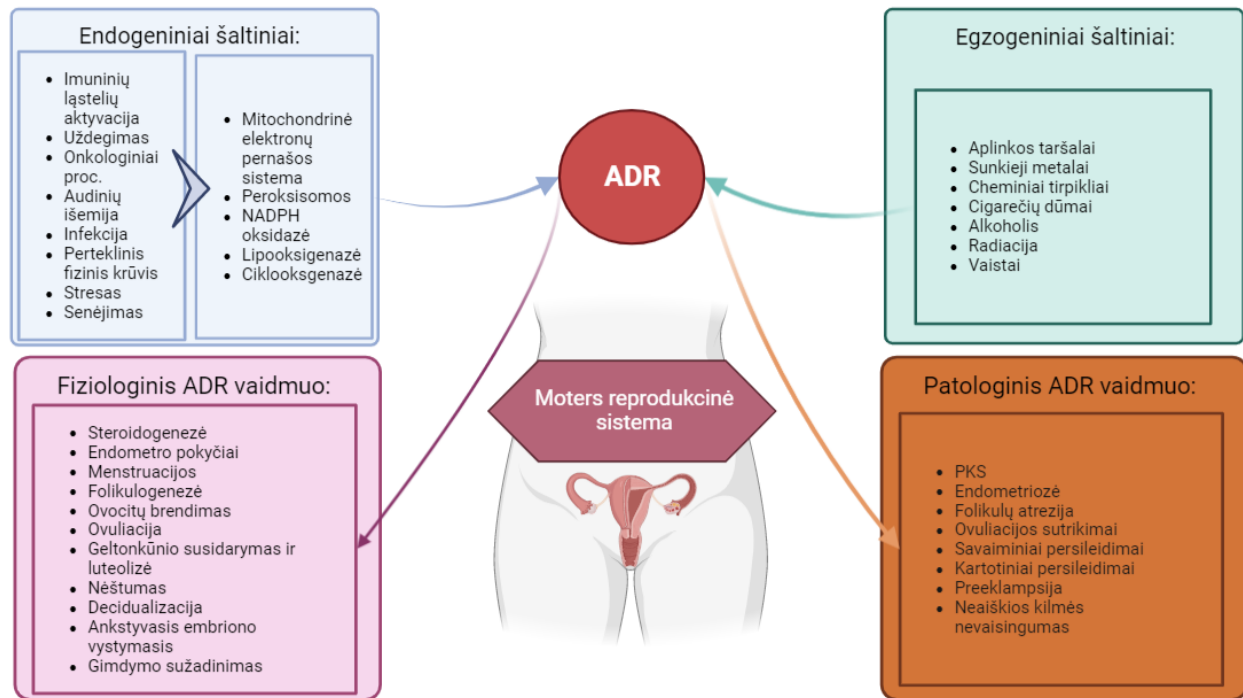 Endogeniniai šaltiniai:
• Imuninių
ląstelių
aktyvacija
• Uždegimas
• Onkologiniai
proc.
• Audinių
išemija
• Infekcija
• Perteklinis
fizinis krūvis
• Stresas
• Senėjimas
• Mitochondrinė
elektronų
pernašos
sistema
• Peroksisomos
• NADPH
oksidazė
• Lipooksigenazė
• Ciklooksgenazė
ADR
Egzogeniniai šaltiniai:
• Aplinkos taršalai
• Sunkieji metalai
• Cheminiai tirpikliai
• Cigarečių dūmai
• Alkoholis
• Radiacija
• Vaistai
Fiziologinis ADR vaidmuo:
• Steroidogenezė
• Endometro pokyčiai
• Menstruacijos
• Folikulogenezė
• Ovocitų brendimas
• Ovuliacija
• Geltonkūnio susidarymas ir
luteolizė
• Nėštumas
• Decidualizacija
• Ankstyvasis embriono
vystymasis
• Gimdymo sužadinimas
Moters reprodukcinė
sistema
Patologinis ADR vaidmuo:
• PKS
• Endometriozė
• Folikulų atrezija
• Ovuliacijos sutrikimai
• Savaiminiai persileidimai
• Kartotiniai persileidimai
• Preeklampsija
• Neaiškios kilmės
nevaisingumas